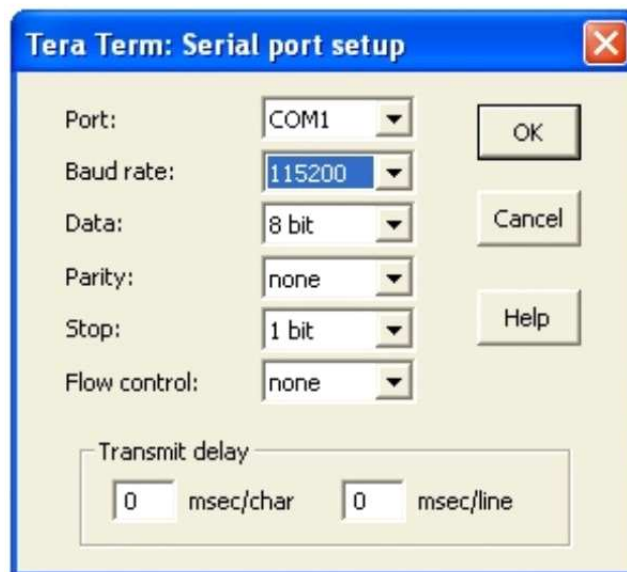 Tera Term: Serial port setup
Port: COM1
OK
Baud rate: 115200
Data: 8 bit
Cancel
Parity: none
Stop: 1 bit
Help
Flow control: none
Transmit delay
0 msec/char 0 msec/line